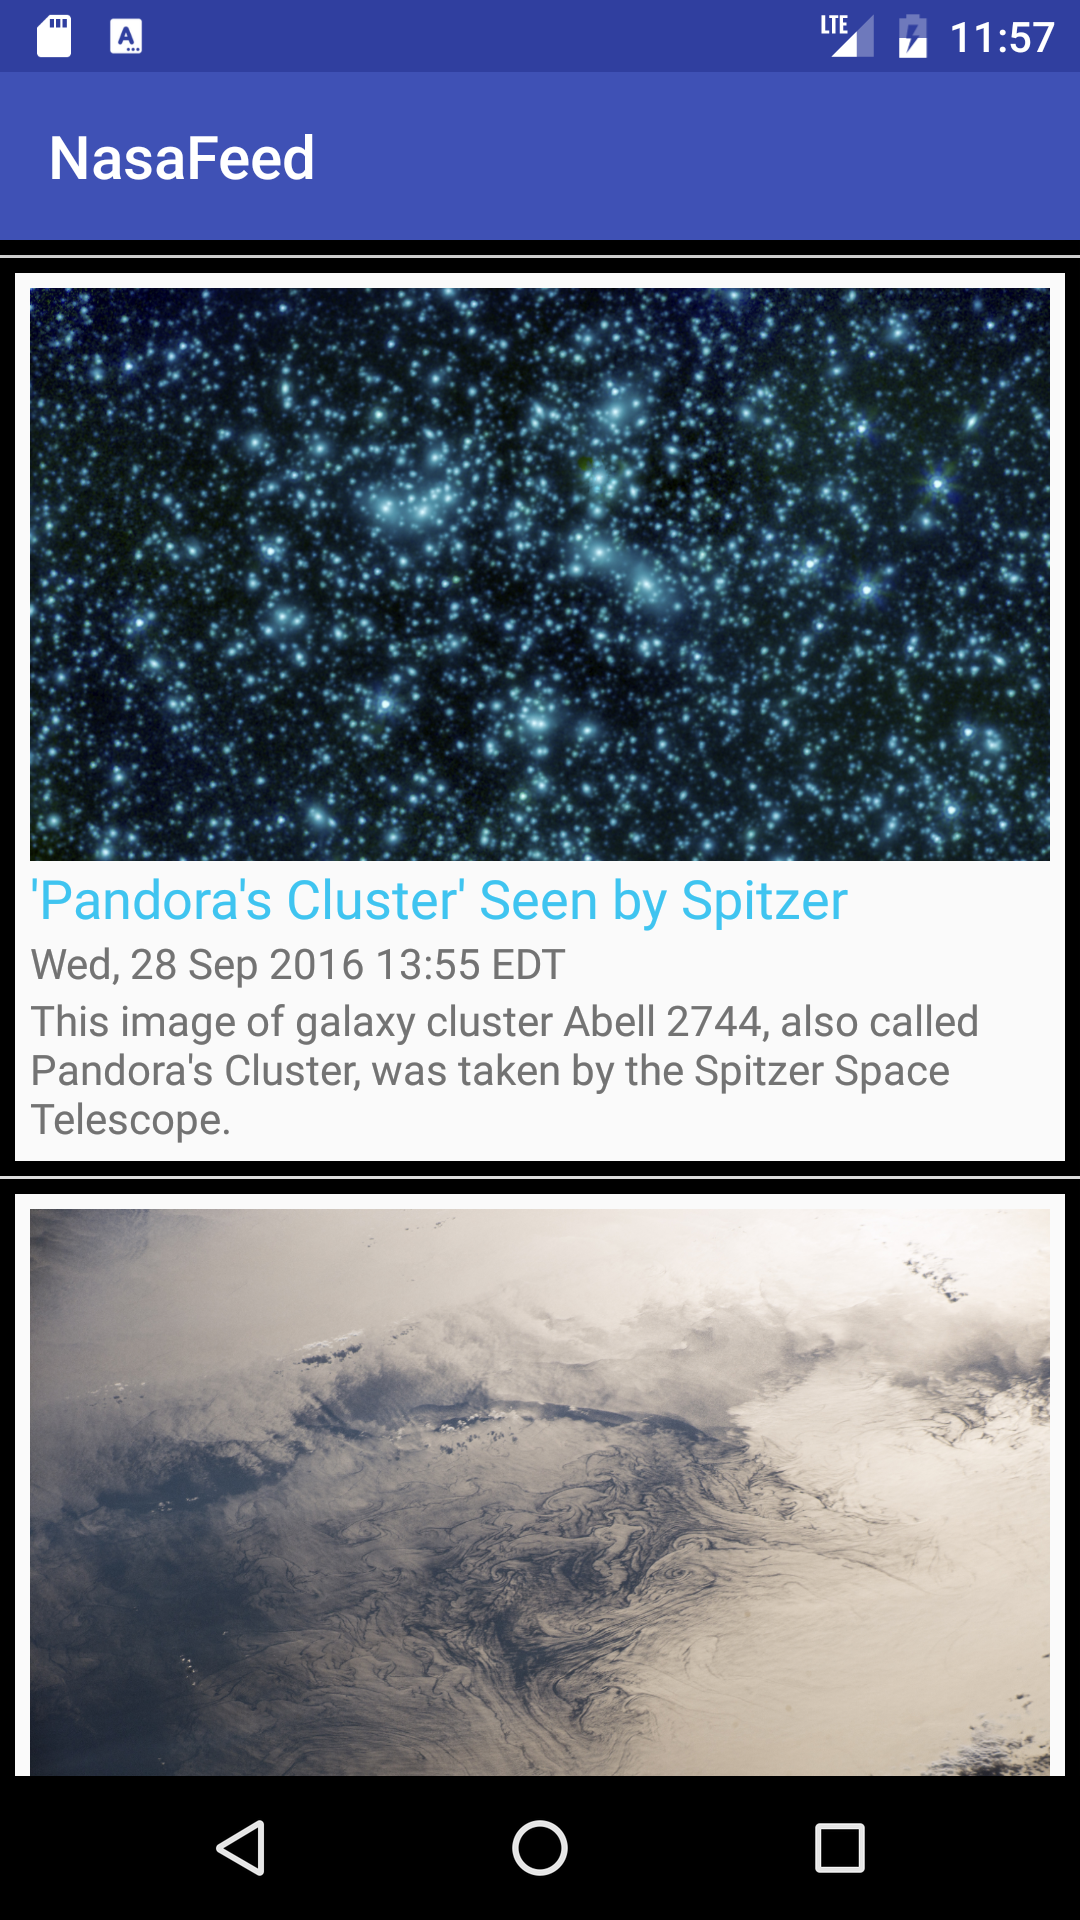 LTE 11:57
NasaFeed
'Pandora's Cluster' Seen by Spitzer
Wed, 28 Sep 2016 13:55 EDT
This image of galaxy cluster Abell 2744, also called
Pandora's Cluster, was taken by the Spitzer Space
Telescope.